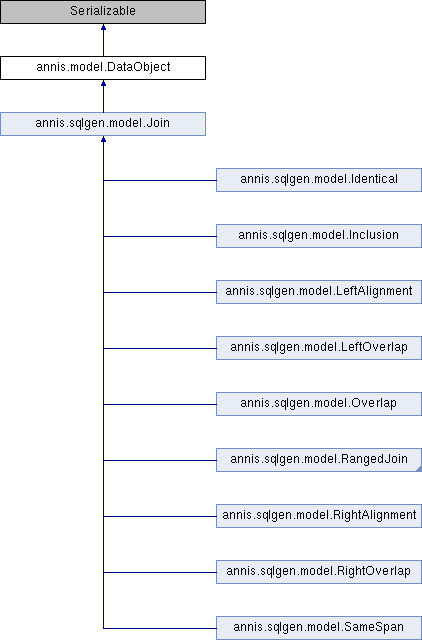 Serializable
annis.model.DataObject
annis.sqlgen.model.Join
annis.sqlgen.model.Identical
annis.sqlgen.model.Inclusion
annis.sqlgen.model.LeftAlignment
annis.sqlgen.model.LeftOverlap
annis.sqlgen.model.Overlap
annis.sqlgen.model.RangedJoin
annis.sqlgen.model.RightAlignment
annis.sqlgen.model.RightOverlap
annis.sqlgen.model.SameSpan